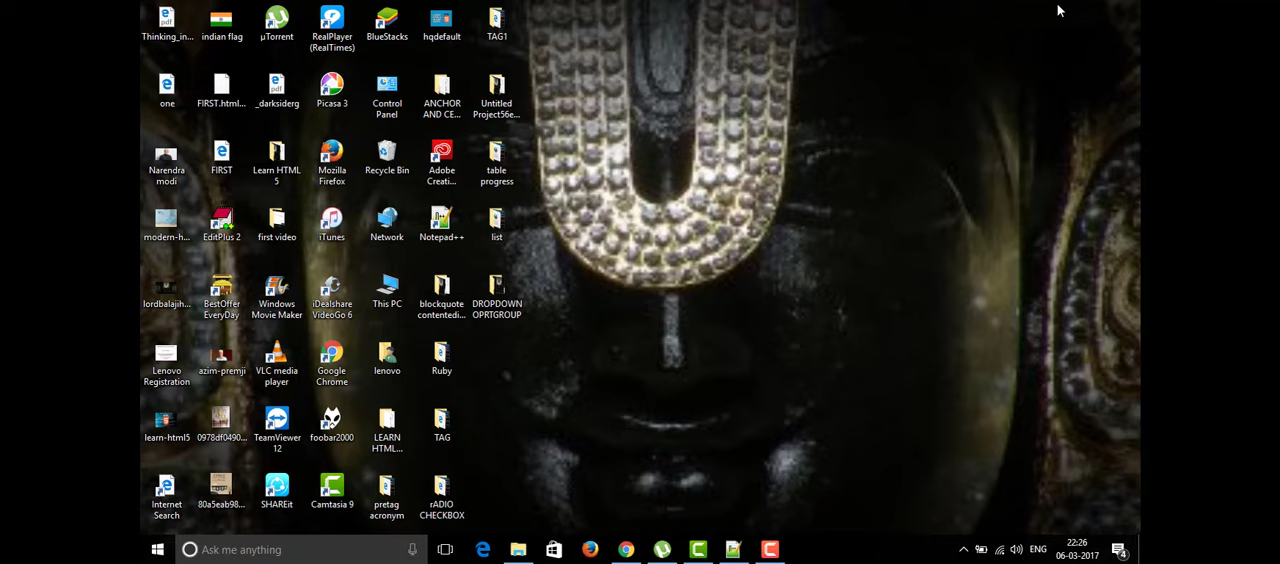 Thinking_in...
indian flag
µTorrent
RealPlayer
(RealTimes)
BlueStacks
hqdefault
TAG1
one
FIRST.html...
_darksiderg
Picasa 3
Control
Panel
ANCHOR
AND CE...
Untitled
Project56e...
Narendra
modi
FIRST
Learn HTML
5
Mozilla
Firefox
Recycle Bin
Adobe
Creati...
table
progress
modern-h...
EditPlus 2
first video
iTunes
Network
Notepad++
list
lordbalajih...
BestOffer
EveryDay
Windows
Movie Maker
iDealshare
VideoGo 6
This PC
blockquote
contentedi...
DROPDOWN
OPRTGROUP
Lenovo
Registration
azim-premji
VLC media
player
Google
Chrome
lenovo
Ruby
learn-html5
0978df0490...
TeamViewer
12
foobar2000
LEARN
HTML...
TAG
Internet
Search
80a5eab98...
SHAREit
Camtasia 9
pretag
acronym
rADIO
CHECKBOX
Ask me anything
ENG
22:26
06-03-2017
4